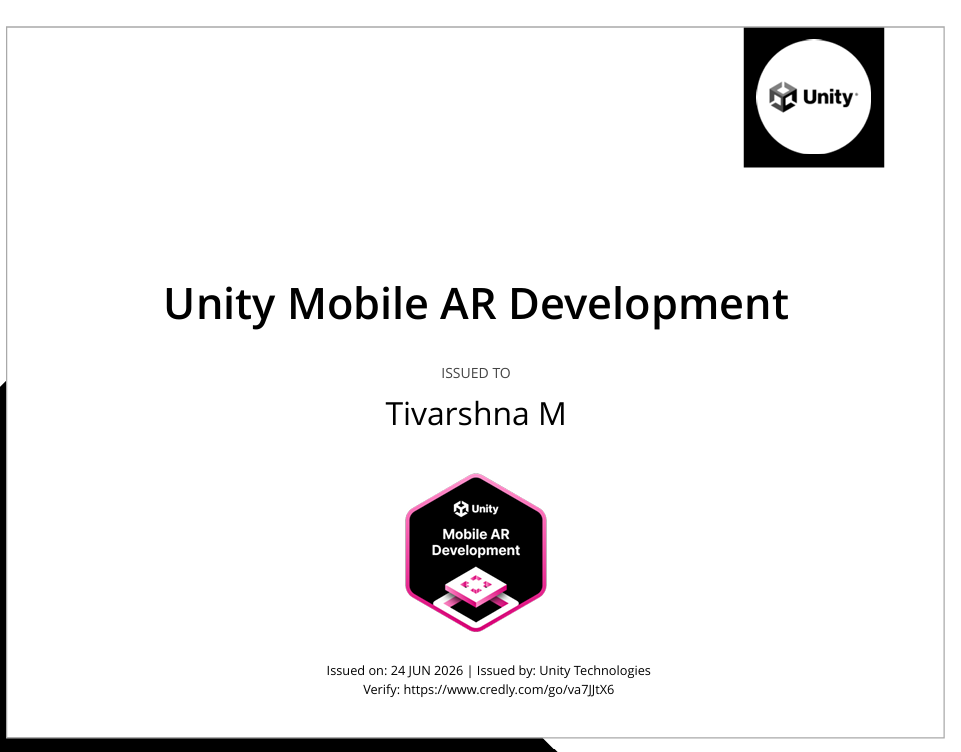 Unity
Unity Mobile AR Development
ISSUED TO
Tivarshna M
Unity
Mobile AR
Development
Issued on: 24 JUN 2026 | Issued by: Unity Technologies
Verify: https://www.credly.com/go/va7JJtX6